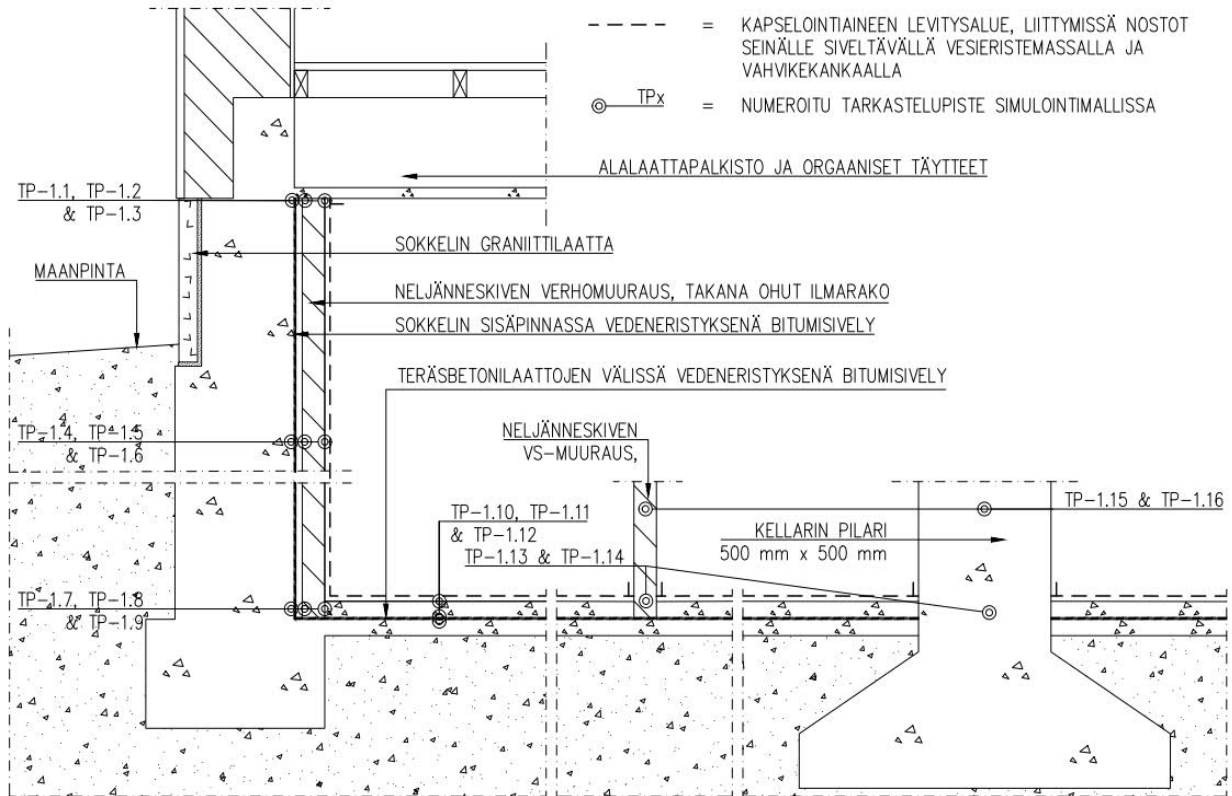 = KAPSELOINTIAINEEN LEVITYSALUE, LIITTYMISSÄ NOSTOT
SEINÄLLE SIVELTÄVÄLLÄ VESIERISTEMASSALLA JA
VAHVIKEKANKAALLA
TPx = NUMEROITU TARKASTELUPISTE SIMULOINTIMALLISSA
ALALAATTAPALKISTO JA ORGAANISET TÄYTTEET
TP-1.1, TP-1.2
& TP-1.3
SOKKELIN GRANIITTILAATTA
MAANPINTA
NELJÄNNESKIVEN VERHOMUURAUS, TAKANA OHUT ILMARAKO
SOKKELIN SISÄPINNASSA VEDENERISTYKSENÄ BITUMISIVELY
TERÄSBETONILAATTOJEN VÄLISSÄ VEDENERISTYKSENÄ BITUMISIVELY
TP-1.4, TP-1.5
& TP-1.6
NELJÄNNESKIVEN
VS-MUURAUS,
TP-1.10, TP-1.11
& TP-1.12
TP-1.13 & TP-1.14
TP-1.15 & TP-1.16
KELLARIN PILARI
500 mm x 500 mm
TP-1.7, TP-1.8
& TP-1.9